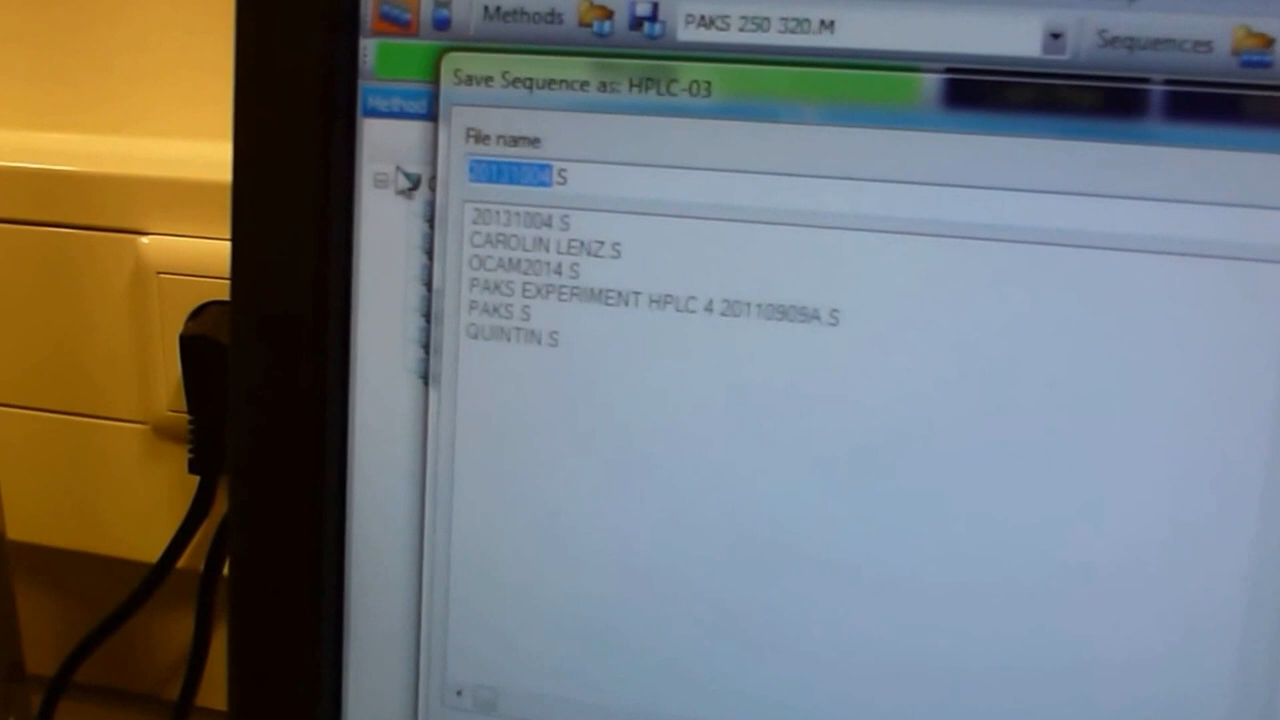 Methods PAKS 250 320.M Sequences
Save Sequence as: HPLC-03
Method
File name
20131004.S
20131004.S
CAROLIN LENZ.S
OCAM2014.S
PAKS EXPERIMENT HPLC 4 20110909A.S
PAKS.S
QUINTIN.S